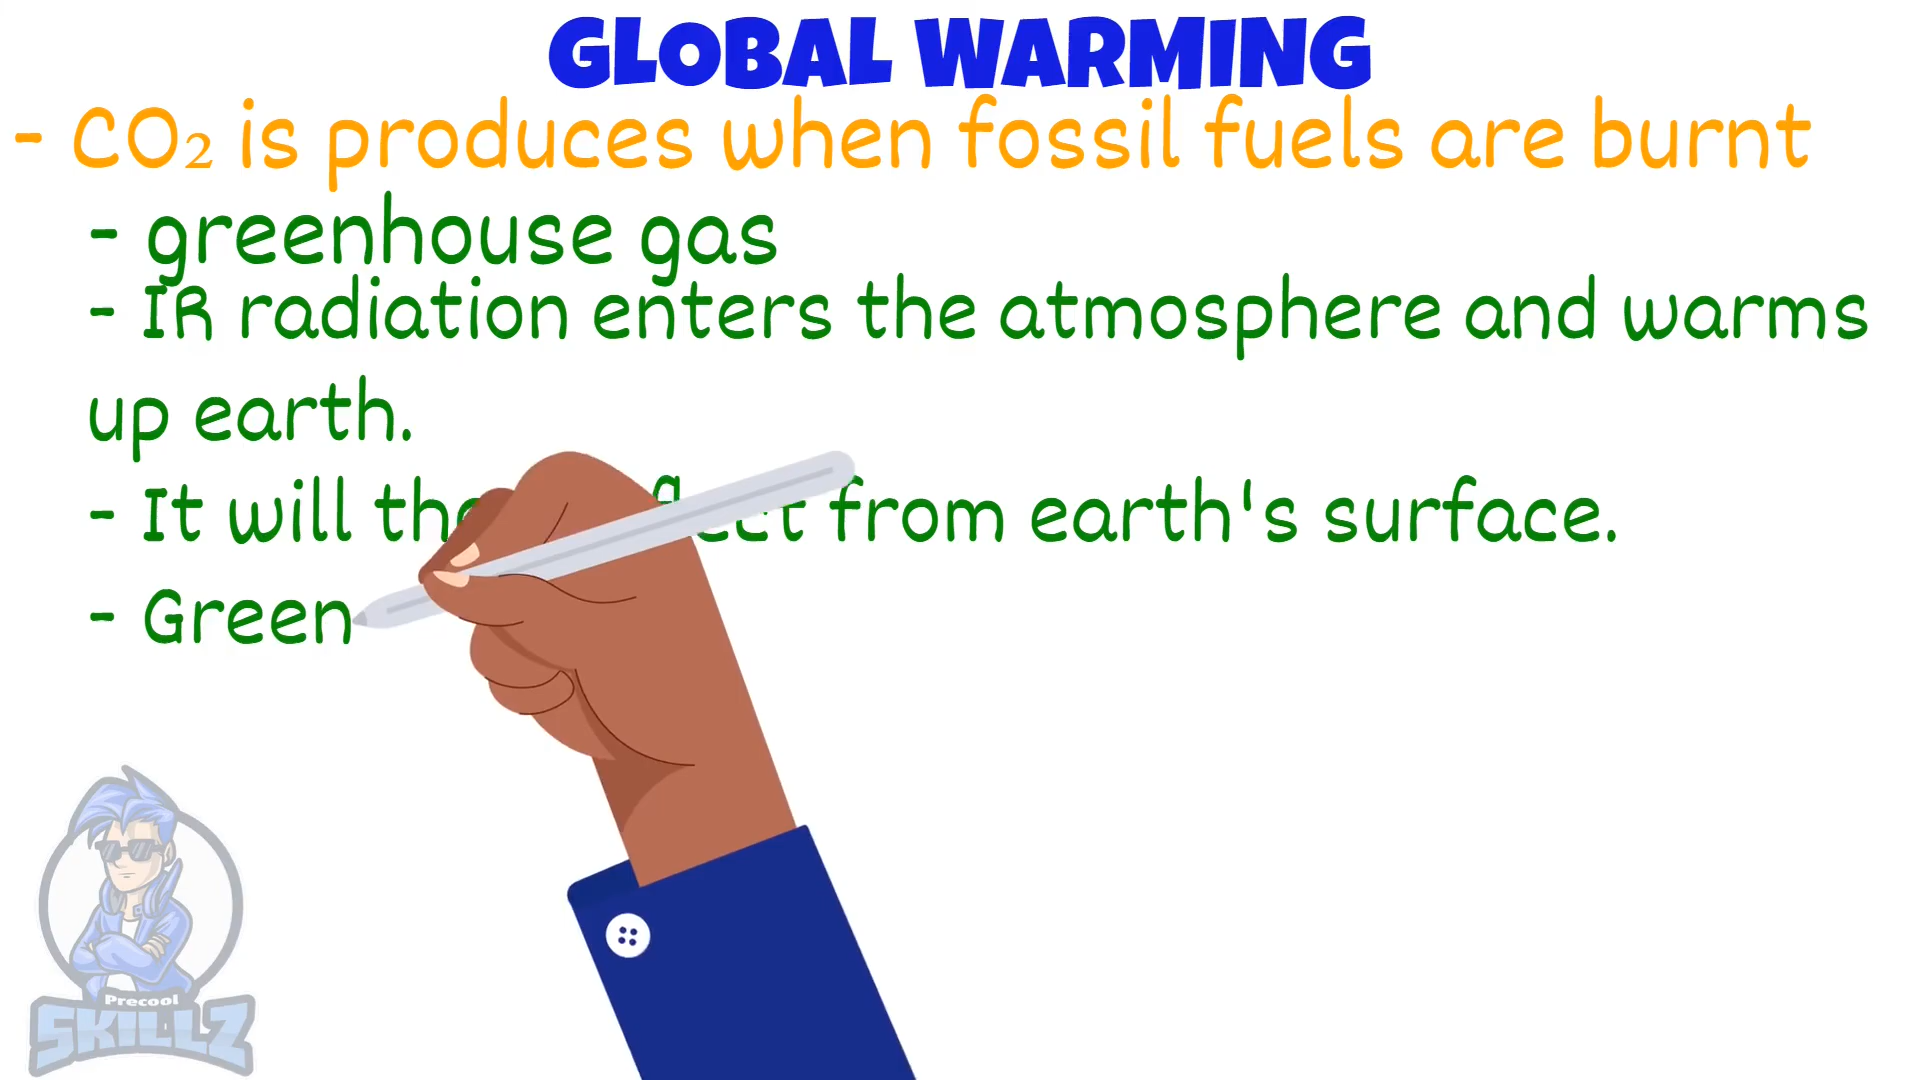 GLOBAL WARMING
- CO₂ is produces when fossil fuels are burnt
- greenhouse gas
- IR radiation enters the atmosphere and warms
up earth.
- It will from earth's surface.
- Green
Precool
SKILLZ